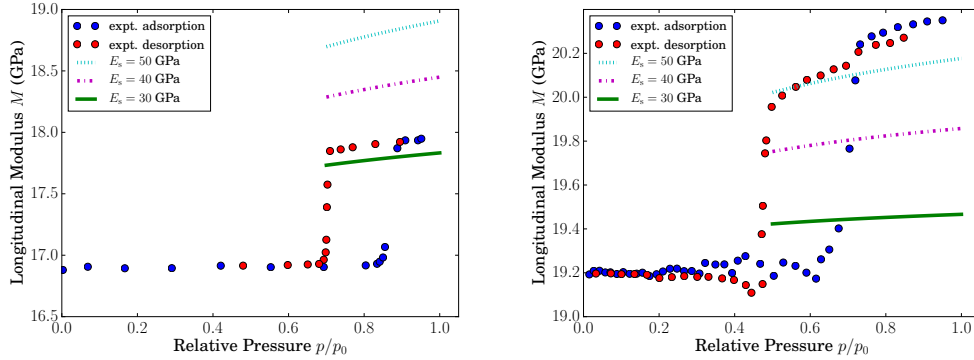 expt. adsorption
expt. desorption
E_s = 50 GPa
E_s = 40 GPa
E_s = 30 GPa
Longitudinal Modulus M (GPa)
19.0
18.5
18.0
17.5
17.0
16.5
0.0 0.2 0.4 0.6 0.8 1.0
Relative Pressure p/p_0
expt. adsorption
expt. desorption
E_s = 50 GPa
E_s = 40 GPa
E_s = 30 GPa
Longitudinal Modulus M (GPa)
20.2
20.0
19.8
19.6
19.4
19.2
19.0
0.0 0.2 0.4 0.6 0.8 1.0
Relative Pressure p/p_0